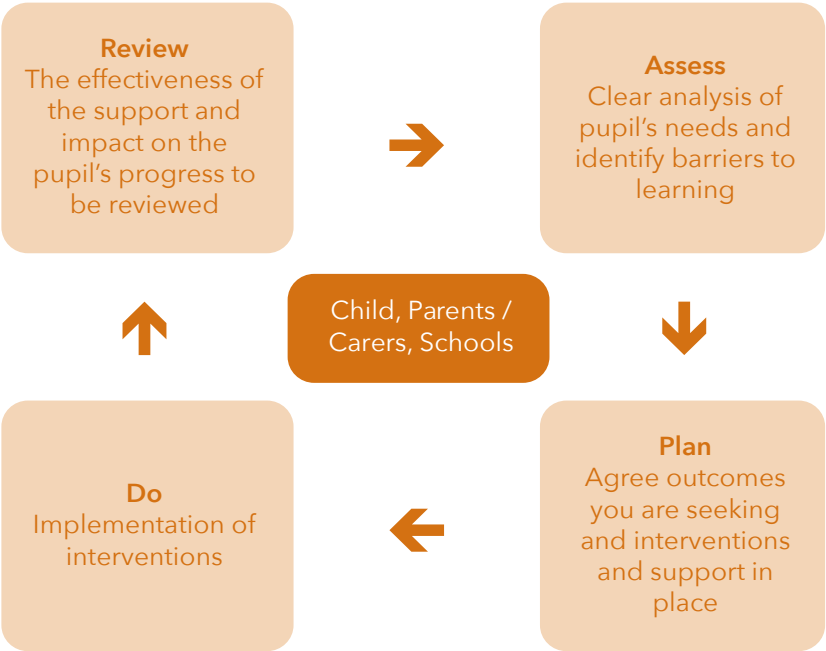 Review
The effectiveness of
the support and
impact on the
pupil’s progress to
be reviewed
Assess
Clear analysis of
pupil’s needs and
identify barriers to
learning
Child, Parents /
Carers, Schools
Do
Implementation of
interventions
Plan
Agree outcomes
you are seeking
and interventions
and support in
place